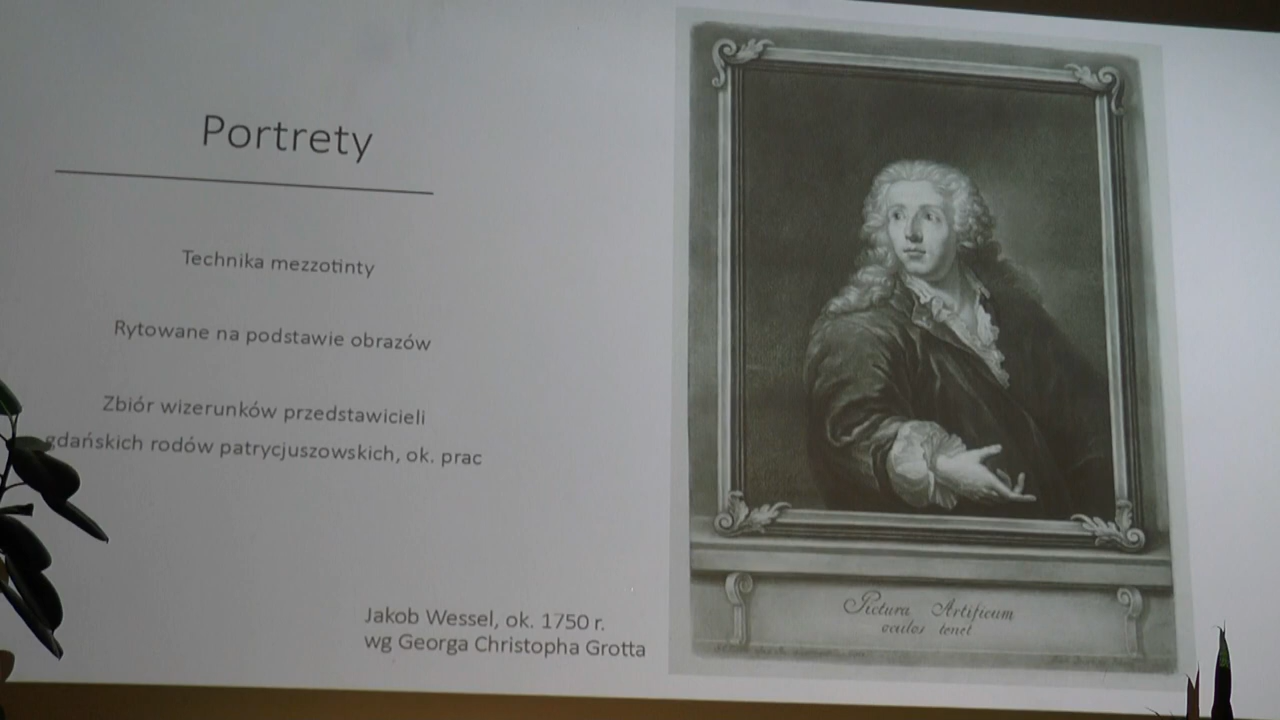 Portrety
Technika mezzotinty
Rytowane na podstawie obrazów
Zbiór wizerunków przedstawicieli
gdańskich rodów patrycjuszowskich, ok. prac
Jakob Wessel, ok. 1750 r.
wg Georga Christopha Grotta
Pictura Artificum
oculos tenet